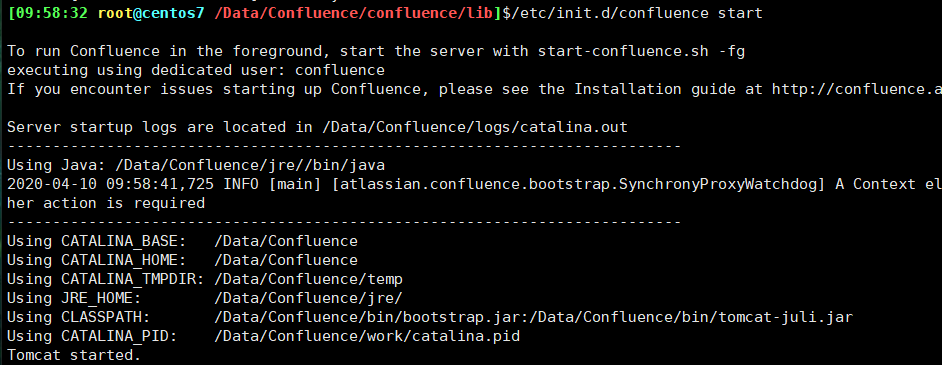 [09:58:32 root@centos7 /Data/Confluence/confluence/lib]$/etc/init.d/confluence start
To run Confluence in the foreground, start the server with start-confluence.sh -fg
executing using dedicated user: confluence
If you encounter issues starting up Confluence, please see the Installation guide at http://confluence.a
Server startup logs are located in /Data/Confluence/logs/catalina.out
---------------------------------------------------------------------------
Using Java: /Data/Confluence/jre//bin/java
2020-04-10 09:58:41,725 INFO [main] [atlassian.confluence.bootstrap.SynchronyProxyWatchdog] A Context el
her action is required
---------------------------------------------------------------------------
Using CATALINA_BASE:   /Data/Confluence
Using CATALINA_HOME:   /Data/Confluence
Using CATALINA_TMPDIR: /Data/Confluence/temp
Using JRE_HOME:        /Data/Confluence/jre/
Using CLASSPATH:       /Data/Confluence/bin/bootstrap.jar:/Data/Confluence/bin/tomcat-juli.jar
Using CATALINA_PID:    /Data/Confluence/work/catalina.pid
Tomcat started.